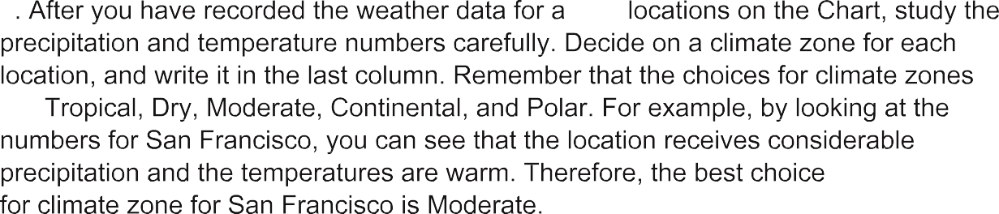 . After you have recorded the weather data for a locations on the Chart, study the
precipitation and temperature numbers carefully. Decide on a climate zone for each
location, and write it in the last column. Remember that the choices for climate zones
Tropical, Dry, Moderate, Continental, and Polar. For example, by looking at the
numbers for San Francisco, you can see that the location receives considerable
precipitation and the temperatures are warm. Therefore, the best choice
for climate zone for San Francisco is Moderate.